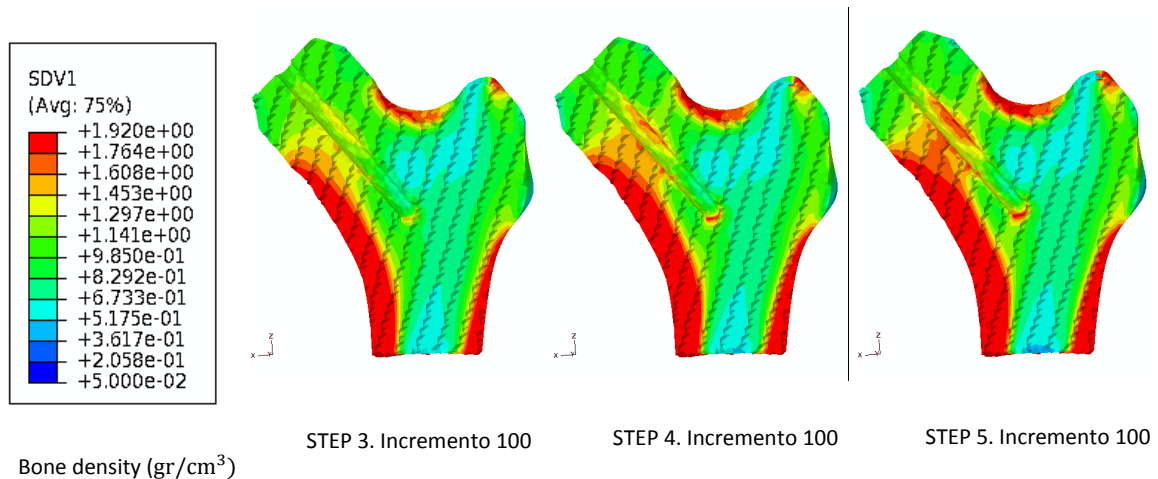 SDV1
(Avg: 75%)
+1.920e+00
+1.764e+00
+1.608e+00
+1.453e+00
+1.297e+00
+1.141e+00
+9.850e-01
+8.292e-01
+6.733e-01
+5.175e-01
+3.617e-01
+2.058e-01
+5.000e-02
Bone density (gr/cm³)
z
x
Y
STEP 3. Incremento 100
z
x
Y
STEP 4. Incremento 100
z
x
Y
STEP 5. Incremento 100